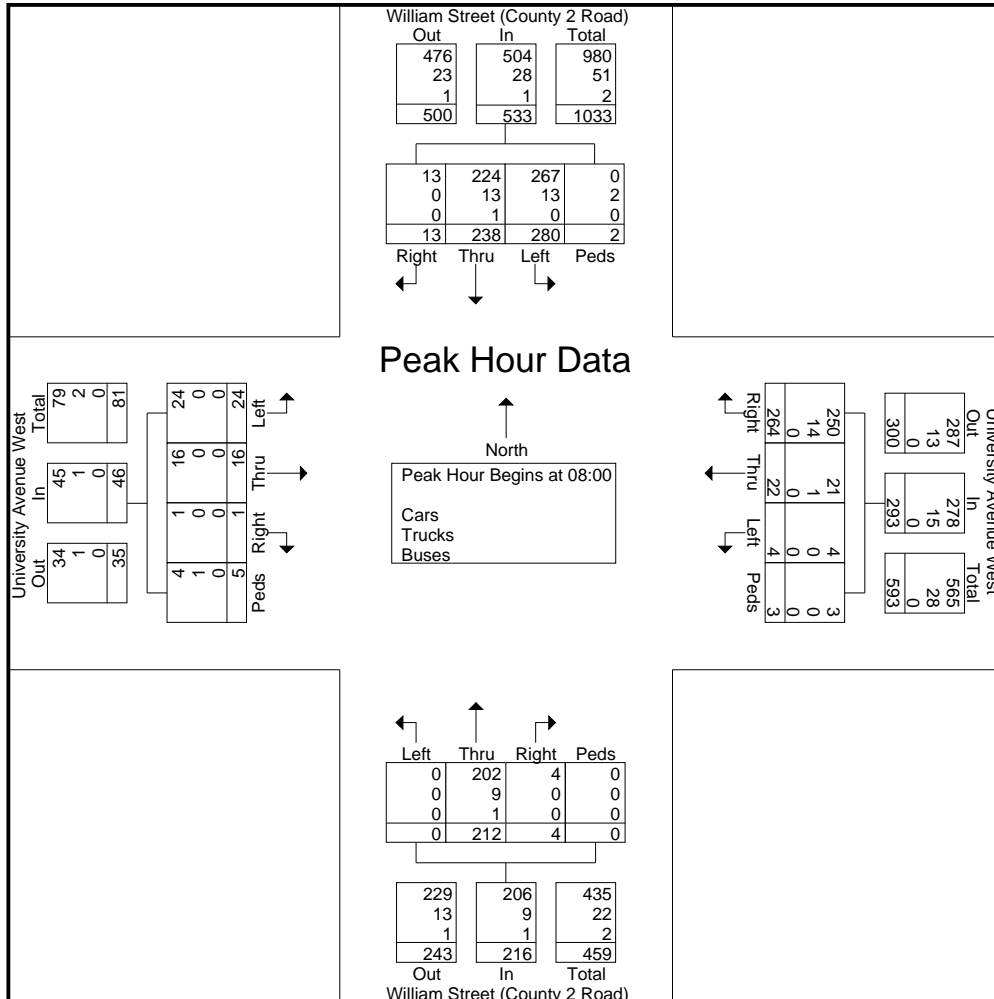 William Street (County 2 Road)
Out In Total
476 504 980
23 28 51
1 1 2
500 533 1033
13 224 267 0
0 13 13 2
0 1 0 0
13 238 280 2
Right Thru Left Peds
Peak Hour Data
North
Peak Hour Begins at 08:00
Cars
Trucks
Buses
University Avenue West
Out In Total
34 45 79
1 1 2
0 0 0
35 46 81
4 1 16 24
1 0 0 0
0 0 0 0
5 1 16 24
Peds Right Thru Left
University Avenue West
Out In Total
287 278 565
13 15 28
0 0 0
300 293 593
250 21 4 3
14 1 0 0
0 0 0 0
264 22 4 3
Right Thru Left Peds
Left Thru Right Peds
0 202 4 0
0 9 0 0
0 1 0 0
0 212 4 0
229 206 435
13 9 22
1 1 2
243 216 459
Out In Total
William Street (County 2 Road)